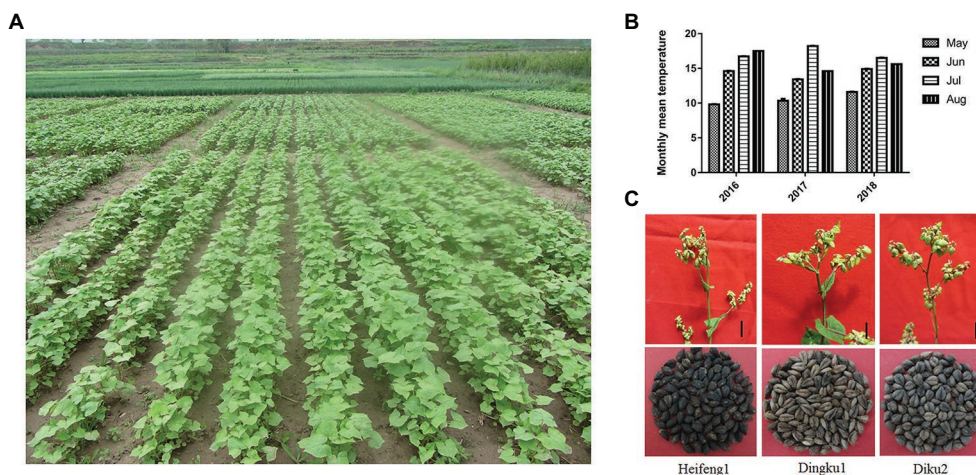 A
B
Monthly mean temperature
20
15
10
5
0
2016
2017
2018
May
Jun
Jul
Aug
C
Heifeng1
Dingku1
Diku2